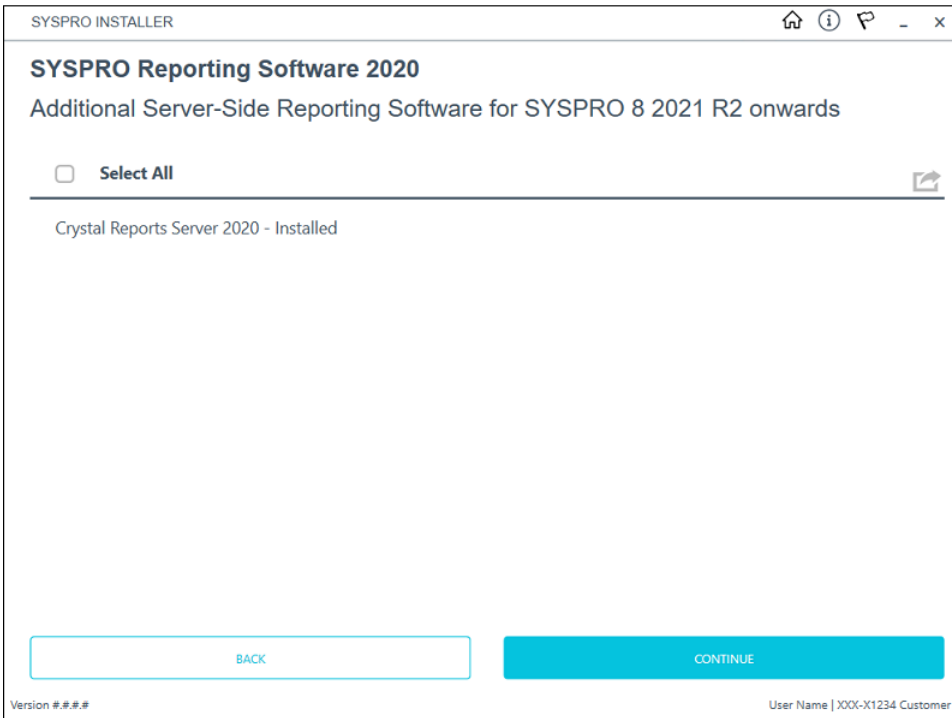 SYSPRO INSTALLER
SYSPRO Reporting Software 2020
Additional Server-Side Reporting Software for SYSPRO 8 2021 R2 onwards
Select All
Crystal Reports Server 2020 - Installed
BACK
CONTINUE
Version #.#.#.#
User Name | XXX-X1234 Customer